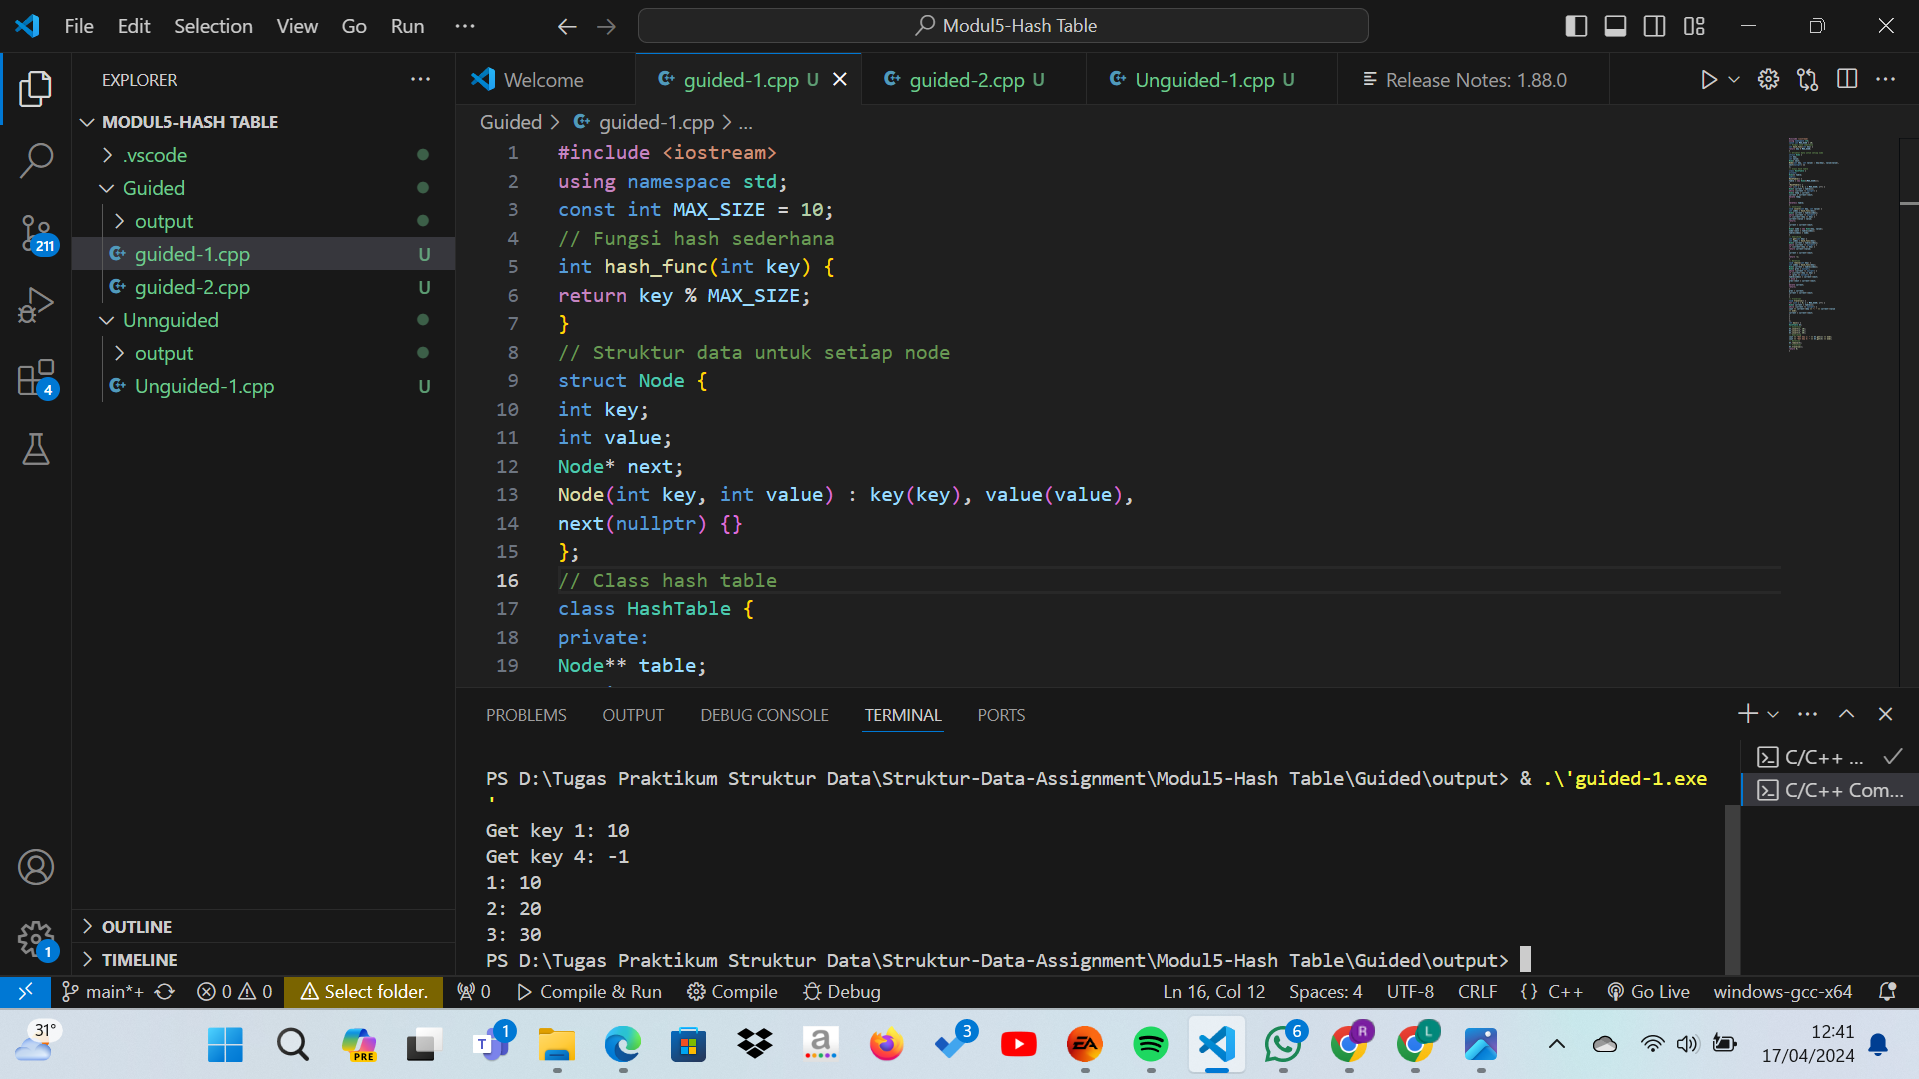 File Edit Selection View Go Run ···
Modul5-Hash Table
EXPLORER
MODUL5-HASH TABLE
.vscode
Guided
output
guided-1.cpp U
guided-2.cpp U
Unnguided
output
Unguided-1.cpp U
OUTLINE
TIMELINE
211
4
1
Welcome
guided-1.cpp U
guided-2.cpp U
Unguided-1.cpp U
Release Notes: 1.88.0
Guided > guided-1.cpp > ...
1 #include <iostream>
2 using namespace std;
3 const int MAX_SIZE = 10;
4 // Fungsi hash sederhana
5 int hash_func(int key) {
6 return key % MAX_SIZE;
7 }
8 // Struktur data untuk setiap node
9 struct Node {
10 int key;
11 int value;
12 Node* next;
13 Node(int key, int value) : key(key), value(value),
14 next(nullptr) {}
15 };
16 // Class hash table
17 class HashTable {
18 private:
19 Node** table;
PROBLEMS OUTPUT DEBUG CONSOLE TERMINAL PORTS
PS D:\Tugas Praktikum Struktur Data\Struktur-Data-Assignment\Modul5-Hash Table\Guided\output> & .\'guided-1.exe
'
Get key 1: 10
Get key 4: -1
1: 10
2: 20
3: 30
PS D:\Tugas Praktikum Struktur Data\Struktur-Data-Assignment\Modul5-Hash Table\Guided\output>
C/C++ ...
C/C++ Com...
main*+ 0 0 Select folder. 0 Compile & Run Compile Debug Ln 16, Col 12 Spaces: 4 UTF-8 CRLF {} C++ Go Live windows-gcc-x64
31°
PRE
T
1
a
3
EA
6
R
L
12:41
17/04/2024